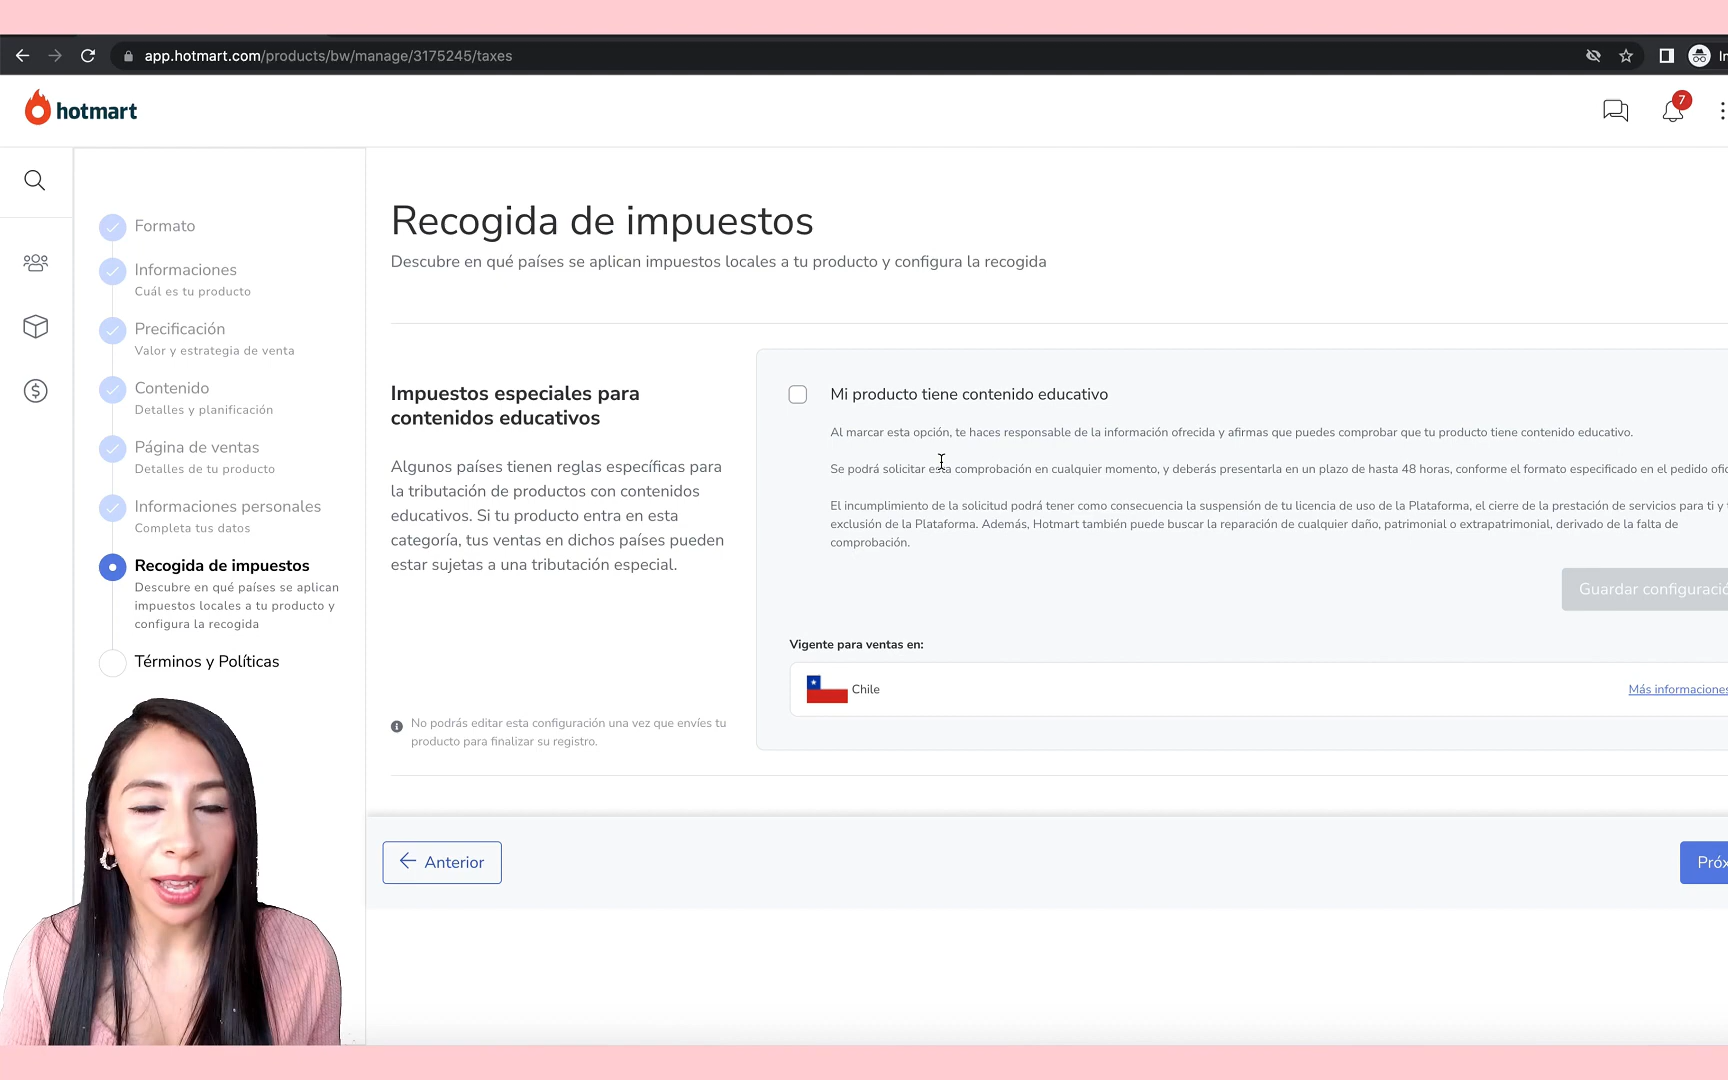 app.hotmart.com/products/bw/manage/3175245/taxes
hotmart
7
Formato
Informaciones
Cuál es tu producto
Precificación
Valor y estrategia de venta
Contenido
Detalles y planificación
Página de ventas
Detalles de tu producto
Informaciones personales
Completa tus datos
Recogida de impuestos
Descubre en qué países se aplican
impuestos locales a tu producto y
configura la recogida
Términos y Políticas
Recogida de impuestos
Descubre en qué países se aplican impuestos locales a tu producto y configura la recogida
Impuestos especiales para
contenidos educativos
Algunos países tienen reglas específicas para
la tributación de productos con contenidos
educativos. Si tu producto entra en esta
categoría, tus ventas en dichos países pueden
estar sujetas a una tributación especial.
No podrás editar esta configuración una vez que envíes tu
producto para finalizar su registro.
Mi producto tiene contenido educativo
Al marcar esta opción, te haces responsable de la información ofrecida y afirmas que puedes comprobar que tu producto tiene contenido educativo.
Se podrá solicitar esta comprobación en cualquier momento, y deberás presentarla en un plazo de hasta 48 horas, conforme el formato especificado en el pedido
El incumplimiento de la solicitud podrá tener como consecuencia la suspensión de tu licencia de uso de la Plataforma, el cierre de la prestación de servicios para ti y
exclusión de la Plataforma. Además, Hotmart también puede buscar la reparación de cualquier daño, patrimonial o extrapatrimonial, derivado de la falta de
comprobación.
Guardar
Vigente para ventas en:
Chile
Más informaciones
Anterior